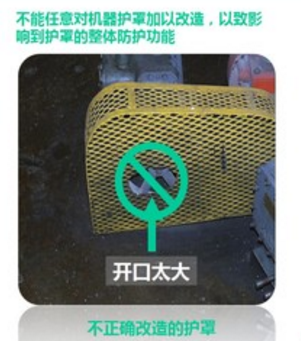 不能任意对机器护罩加以改造，以致影
响到护罩的整体防护功能
开口太大
不正确改造的护罩